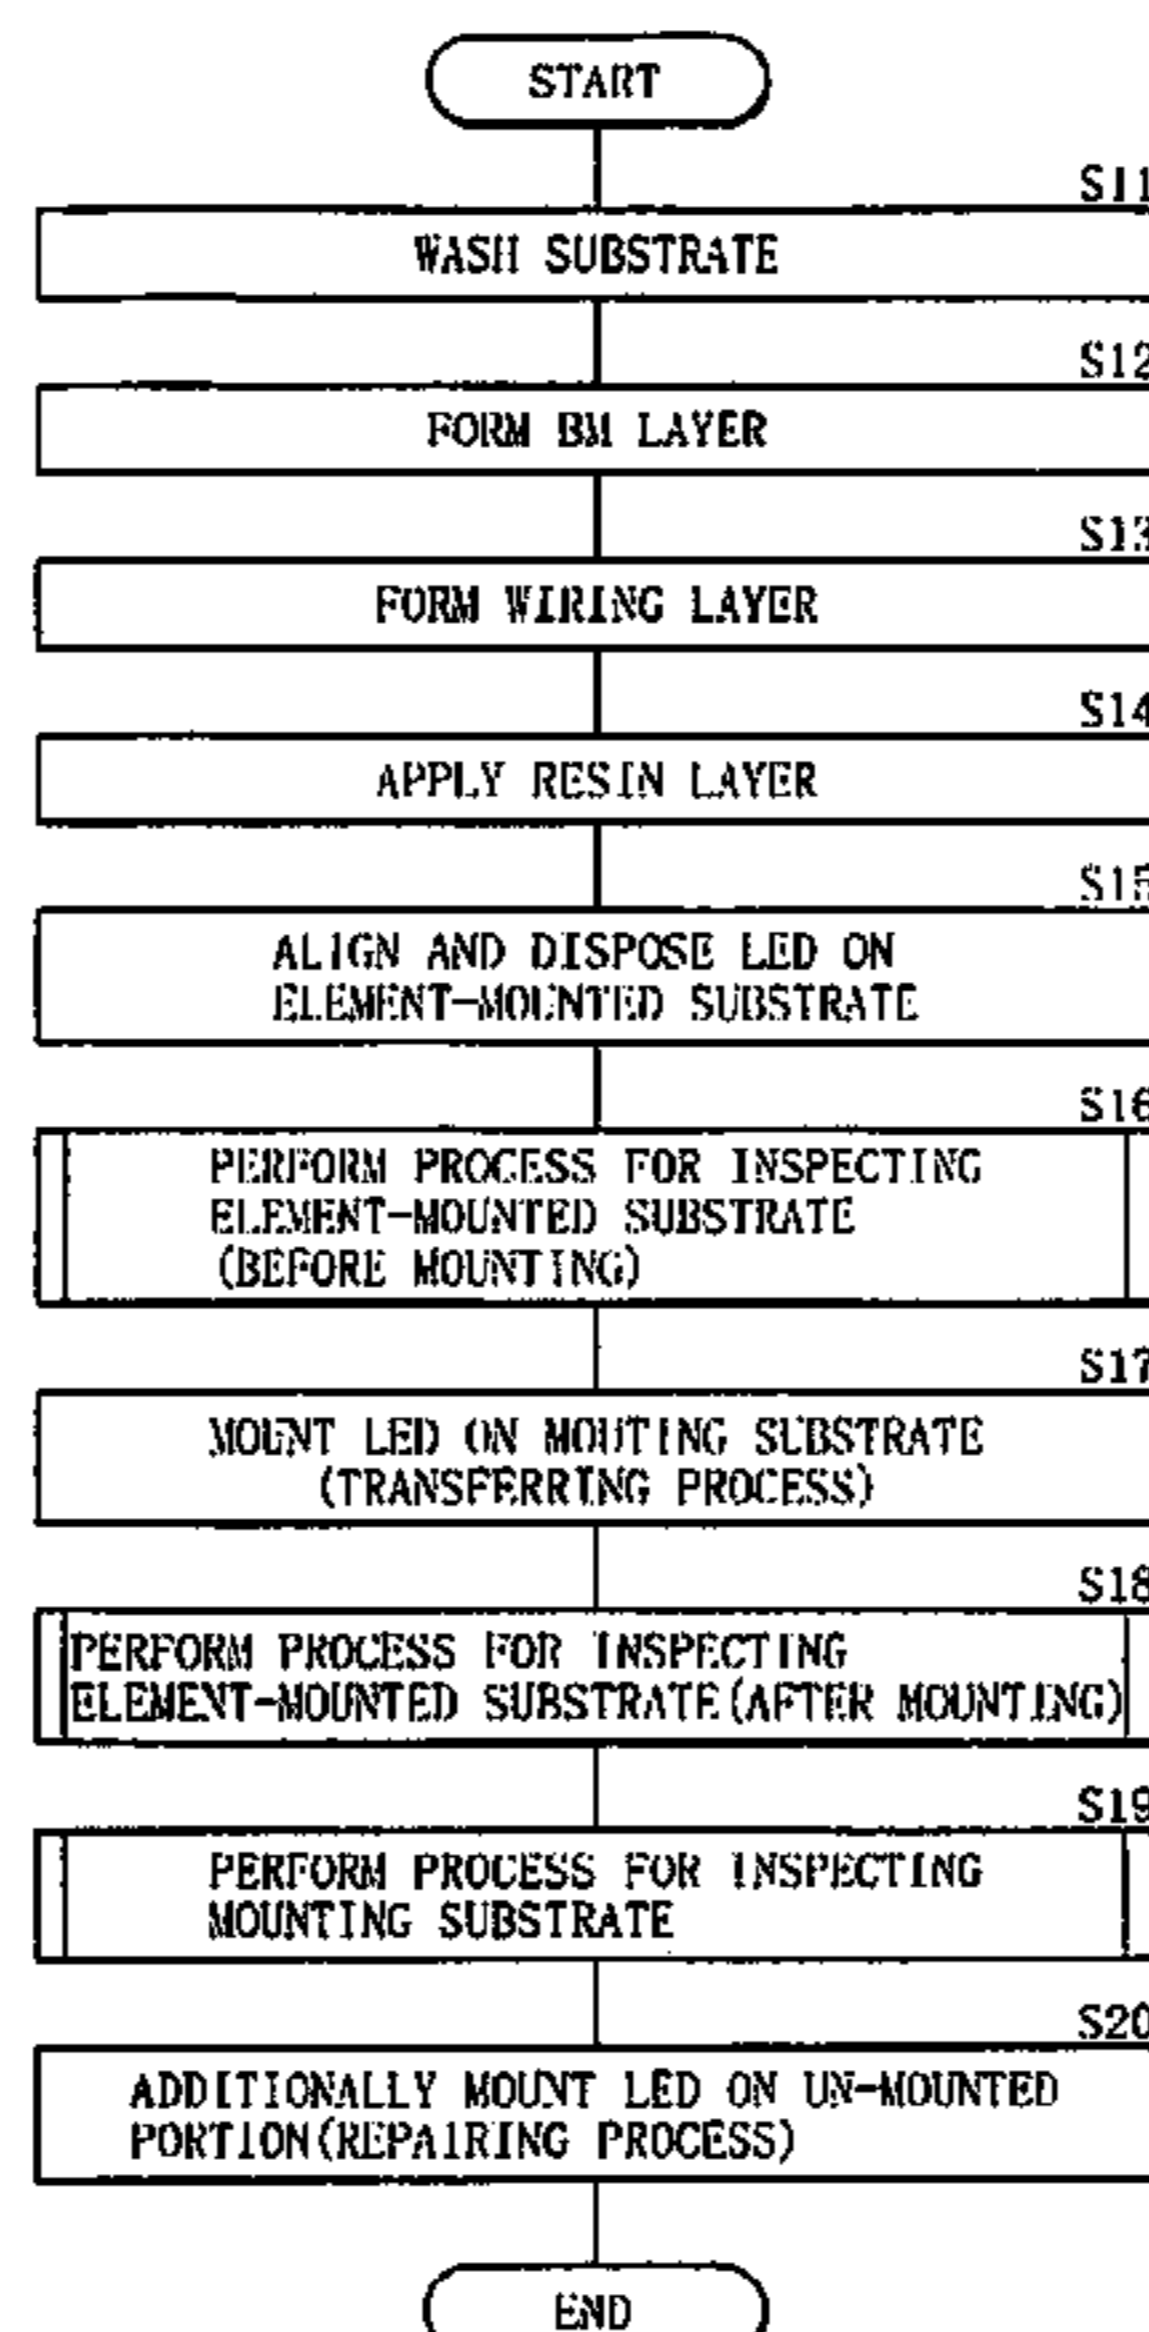 START
S11
WASH SUBSTRATE
S12
FORM BM LAYER
S13
FORM WIRING LAYER
S14
APPLY RESIN LAYER
S15
ALIGN AND DISPOSE LED ON
ELEMENT-MOUNTED SUBSTRATE
S16
PERFORM PROCESS FOR INSPECTING
ELEMENT-MOUNTED SUBSTRATE
(BEFORE MOUNTING)
S17
MOUNT LED ON MOUTING SUBSTRATE
(TRANSFERRING PROCESS)
S18
PERFORM PROCESS FOR INSPECTING
ELEMENT-MOUNTED SUBSTRATE(AFTER MOUNTING)
S19
PERFORM PROCESS FOR INSPECTING
MOUNTING SUBSTRATE
S20
ADDITIONALLY MOUNT LED ON UN-MOUNTED
PORTION(REPAIRING PROCESS)
END